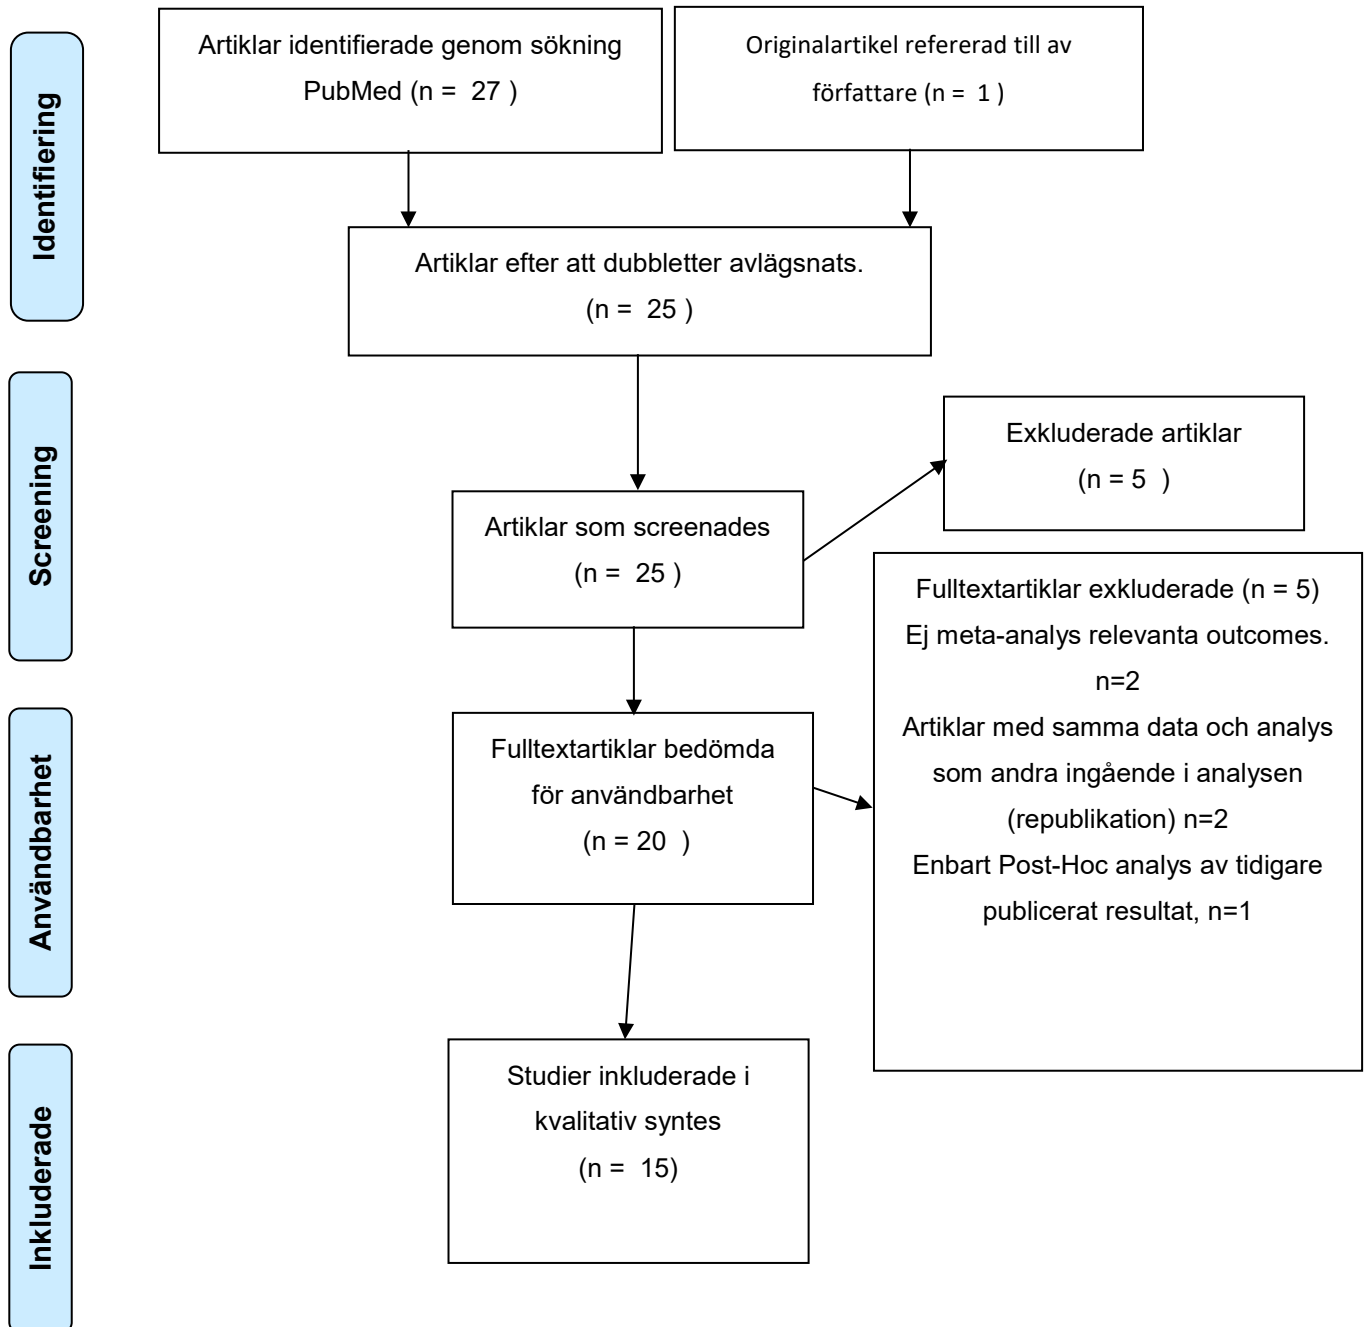 Identifiering
Artiklar identifierade genom sökning
PubMed (n = 27 )
Originalartikel refererad till av
författare (n = 1 )
Artiklar efter att dubbletter avlägsnats.
(n = 25 )
Screening
Exkluderade artiklar
(n = 5 )
Artiklar som screenades
(n = 25 )
Användbarhet
Fulltextartiklar bedömda
för användbarhet
(n = 20 )
Fulltextartiklar exkluderade (n = 5)
Ej meta-analys relevanta outcomes.
n=2
Artiklar med samma data och analys
som andra ingående i analysen
(republikation) n=2
Enbart Post-Hoc analys av tidigare
publicerat resultat, n=1
Inkluderade
Studier inkluderade i
kvalitativ syntes
(n = 15)